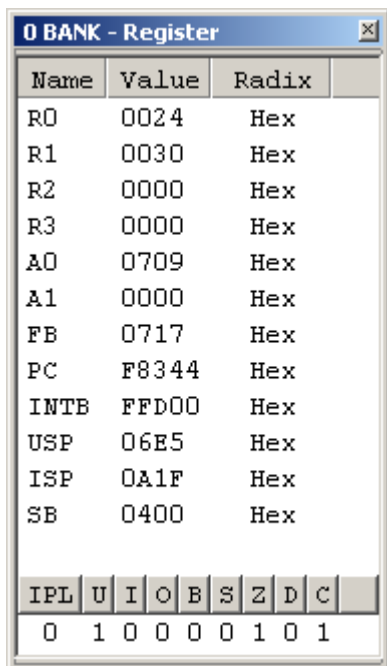 0 BANK - Register
Name Value Radix
R0 0024 Hex
R1 0030 Hex
R2 0000 Hex
R3 0000 Hex
A0 0709 Hex
A1 0000 Hex
FB 0717 Hex
PC F8344 Hex
INTB FFD00 Hex
USP 06E5 Hex
ISP 0A1F Hex
SB 0400 Hex
IPL U I O B S Z D C
0 1 0 0 0 0 1 0 1